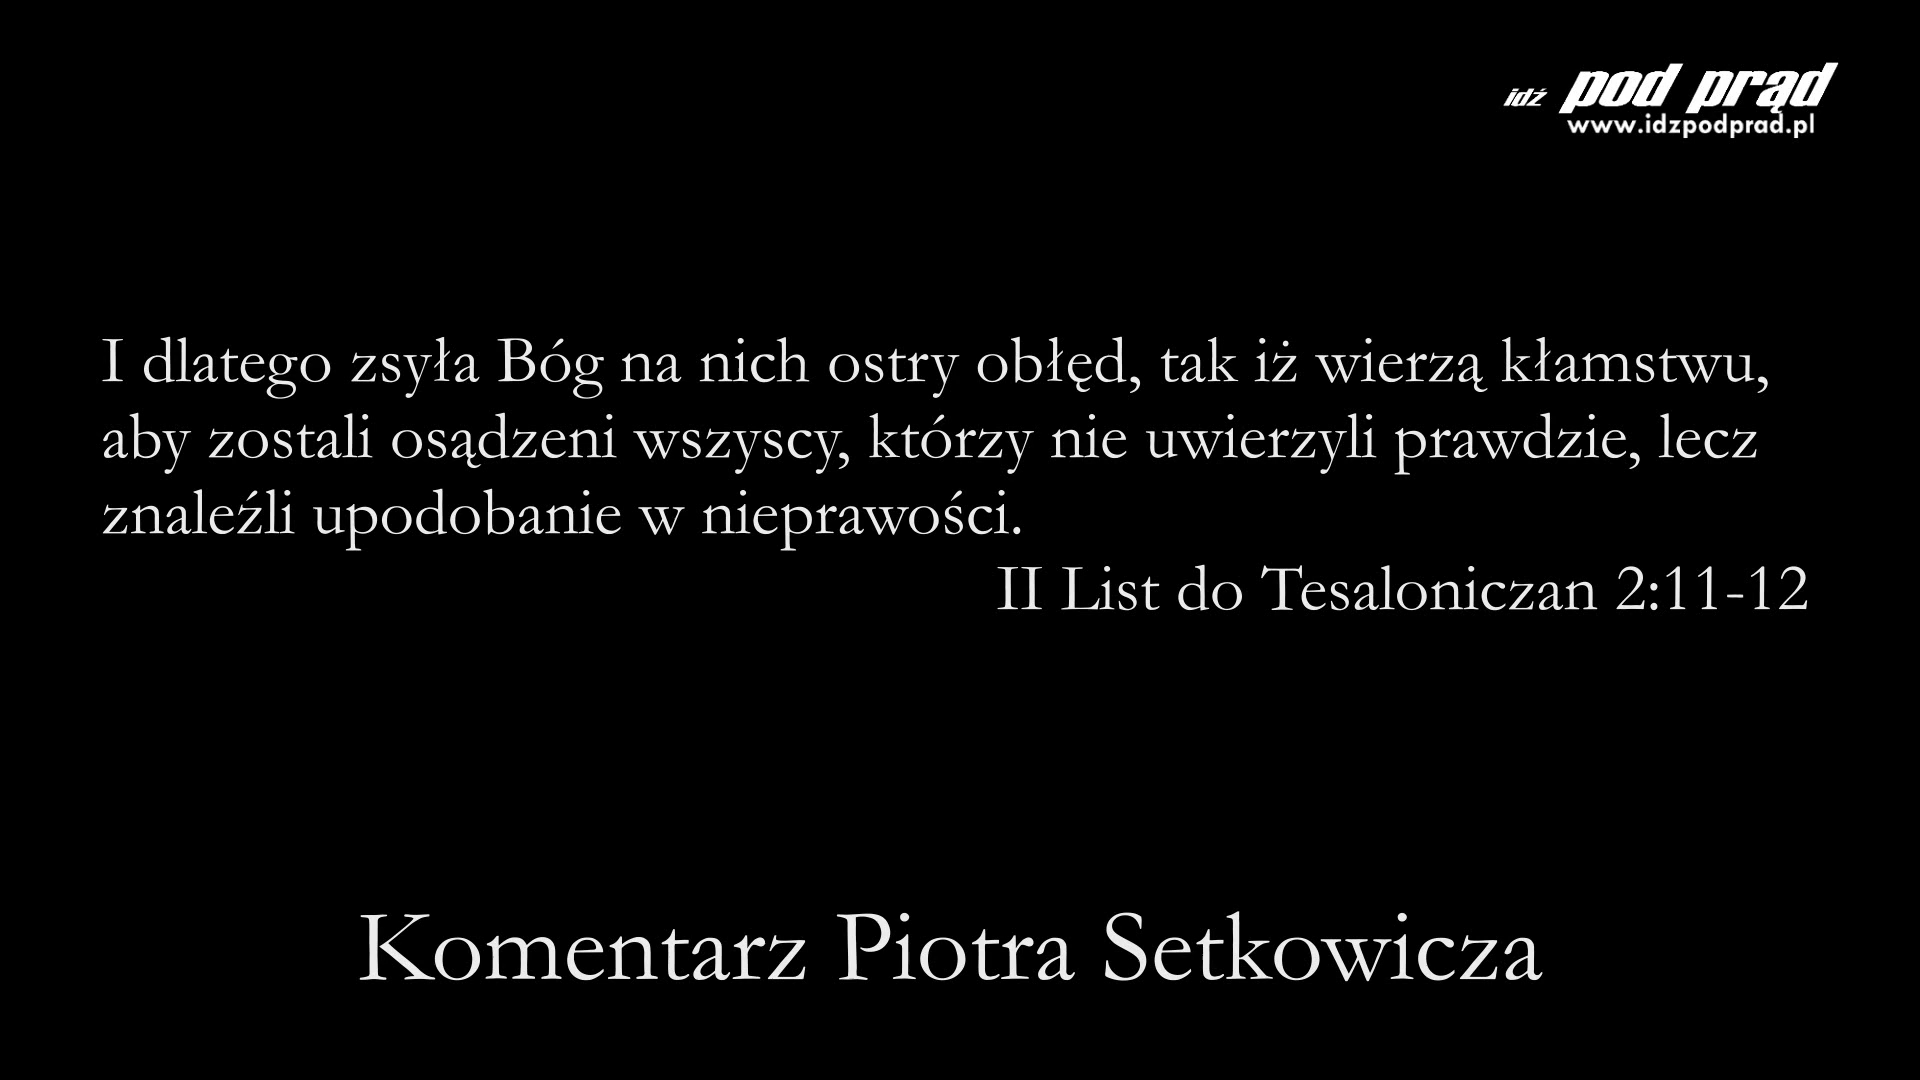 idź pod prąd
www.idzpodprad.pl
I dlatego zsyła Bóg na nich ostry obłęd, tak iż wierzą kłamstwu,
aby zostali osądzeni wszyscy, którzy nie uwierzyli prawdzie, lecz
znaleźli upodobanie w nieprawości.
II List do Tesaloniczan 2:11-12
Komentarz Piotra Setkowicza